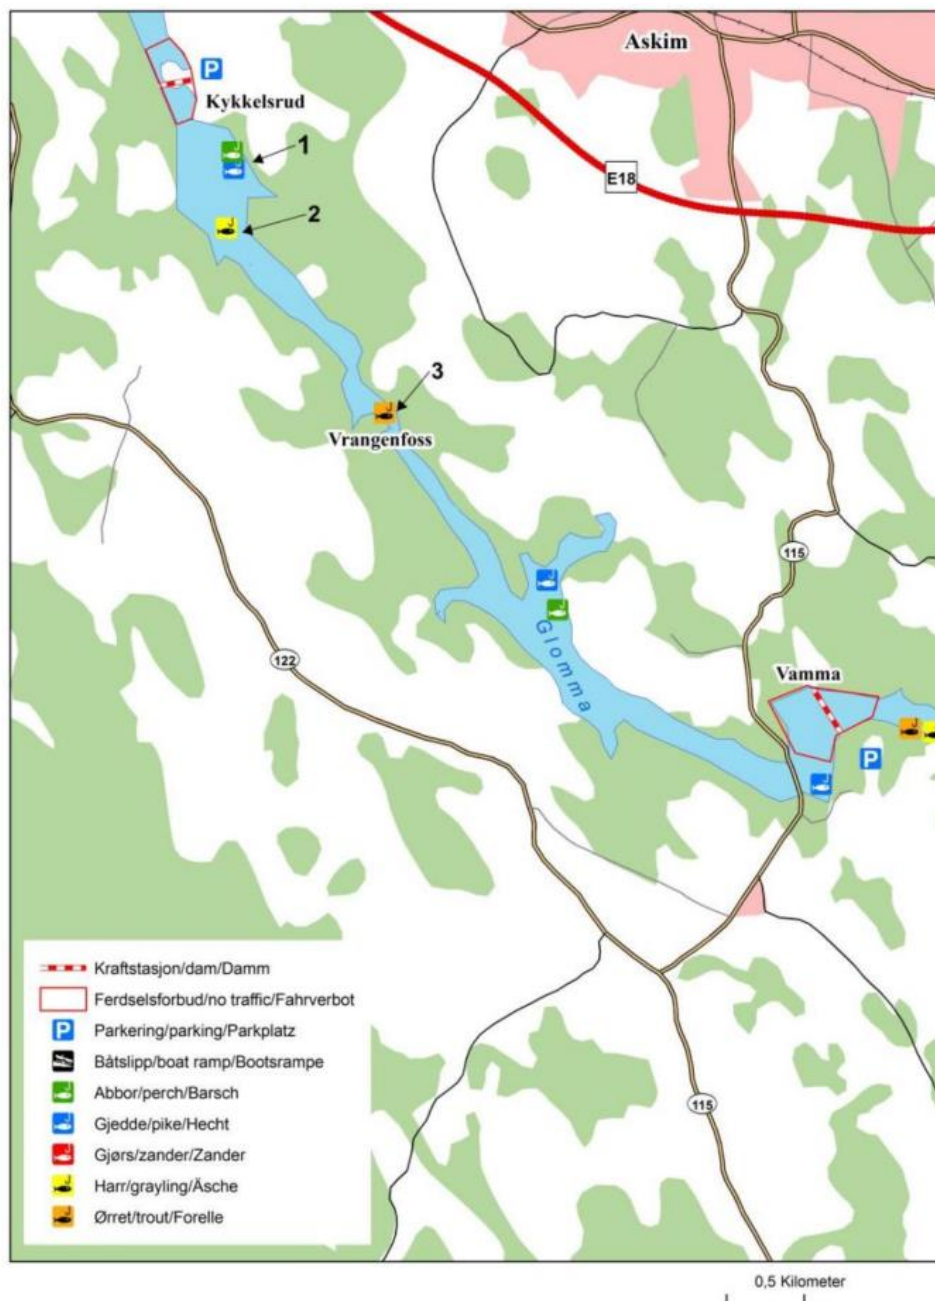 Askim
P
Kykkelsrud
1
E18
2
3
Vrangenfoss
115
Glomma
122
Vamma
P
Kraftstasjon/dam/Damm
Ferdselsforbud/no traffic/Fahrverbot
P Parkering/parking/Parkplatz
Båtslipp/boat ramp/Bootsrampe
Abbor/perch/Barsch
Gjedde/pike/Hecht
Gjørs/zander/Zander
Harr/grayling/Äsche
Ørret/trout/Forelle
115
0,5 Kilometer